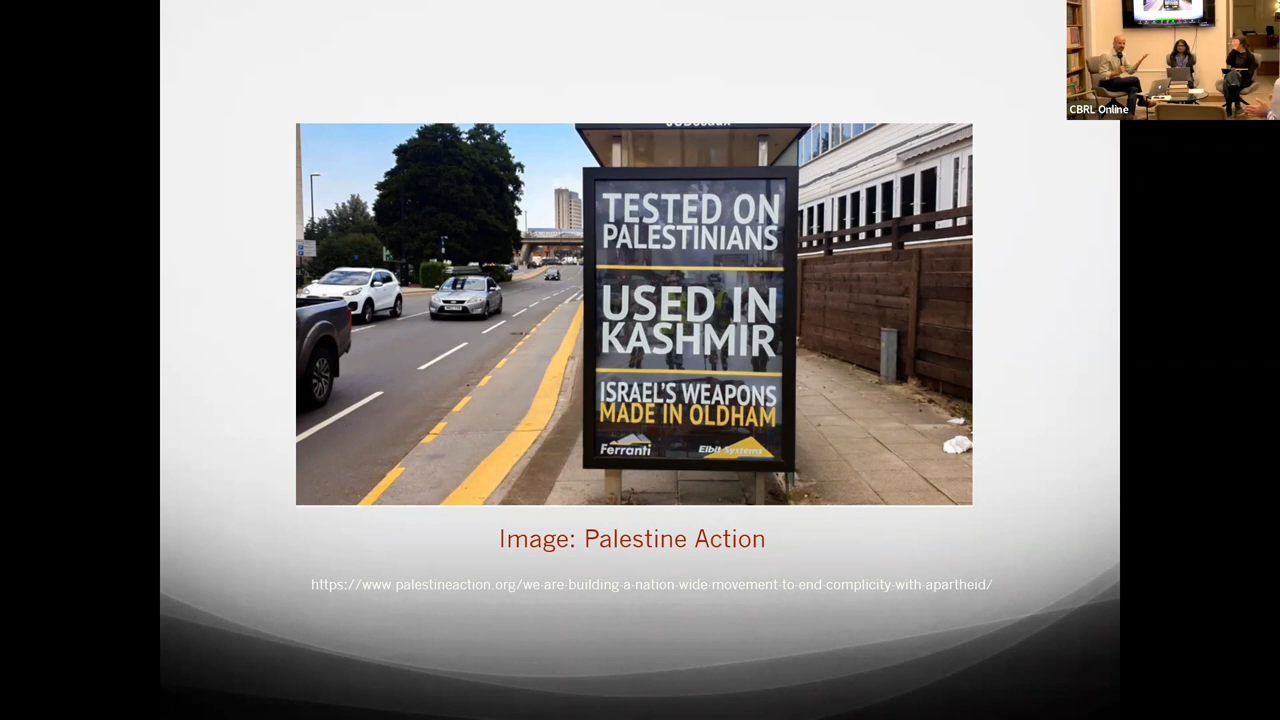 CBRL Online
TESTED ON
PALESTINIANS
USED IN
KASHMIR
ISRAEL'S WEAPONS
MADE IN OLDHAM
Ferranti
Elbit Systems
Image: Palestine Action
https://www.palestineaction.org/we-are-building-a-nation-wide-movement-to-end-complicity-with-apartheid/